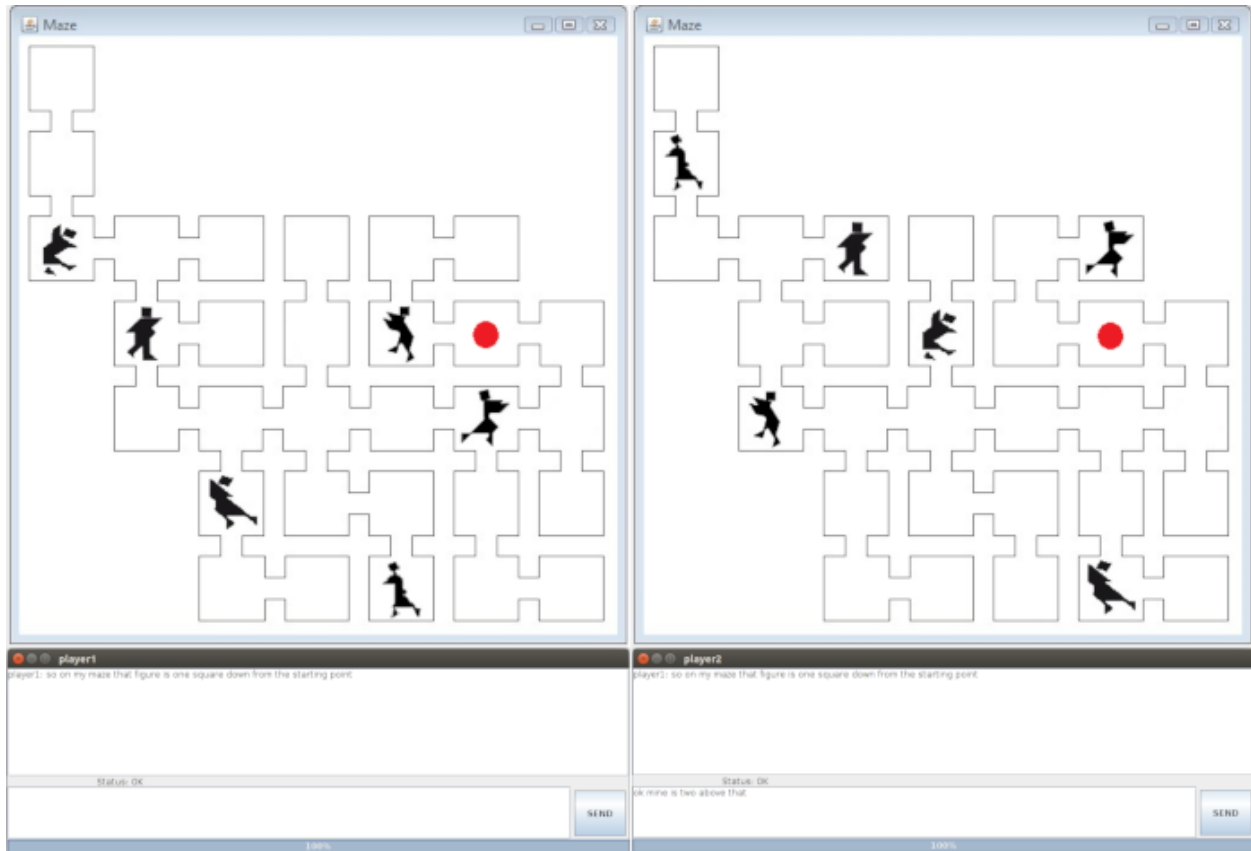 Maze
Maze
player1
player2
player1: so on my maze that figure is one square down from the starting point
player1: so on my maze that figure is one square down from the starting point
Status: OK
Status: OK
ok mine is two above that
SEND
SEND
100%
100%